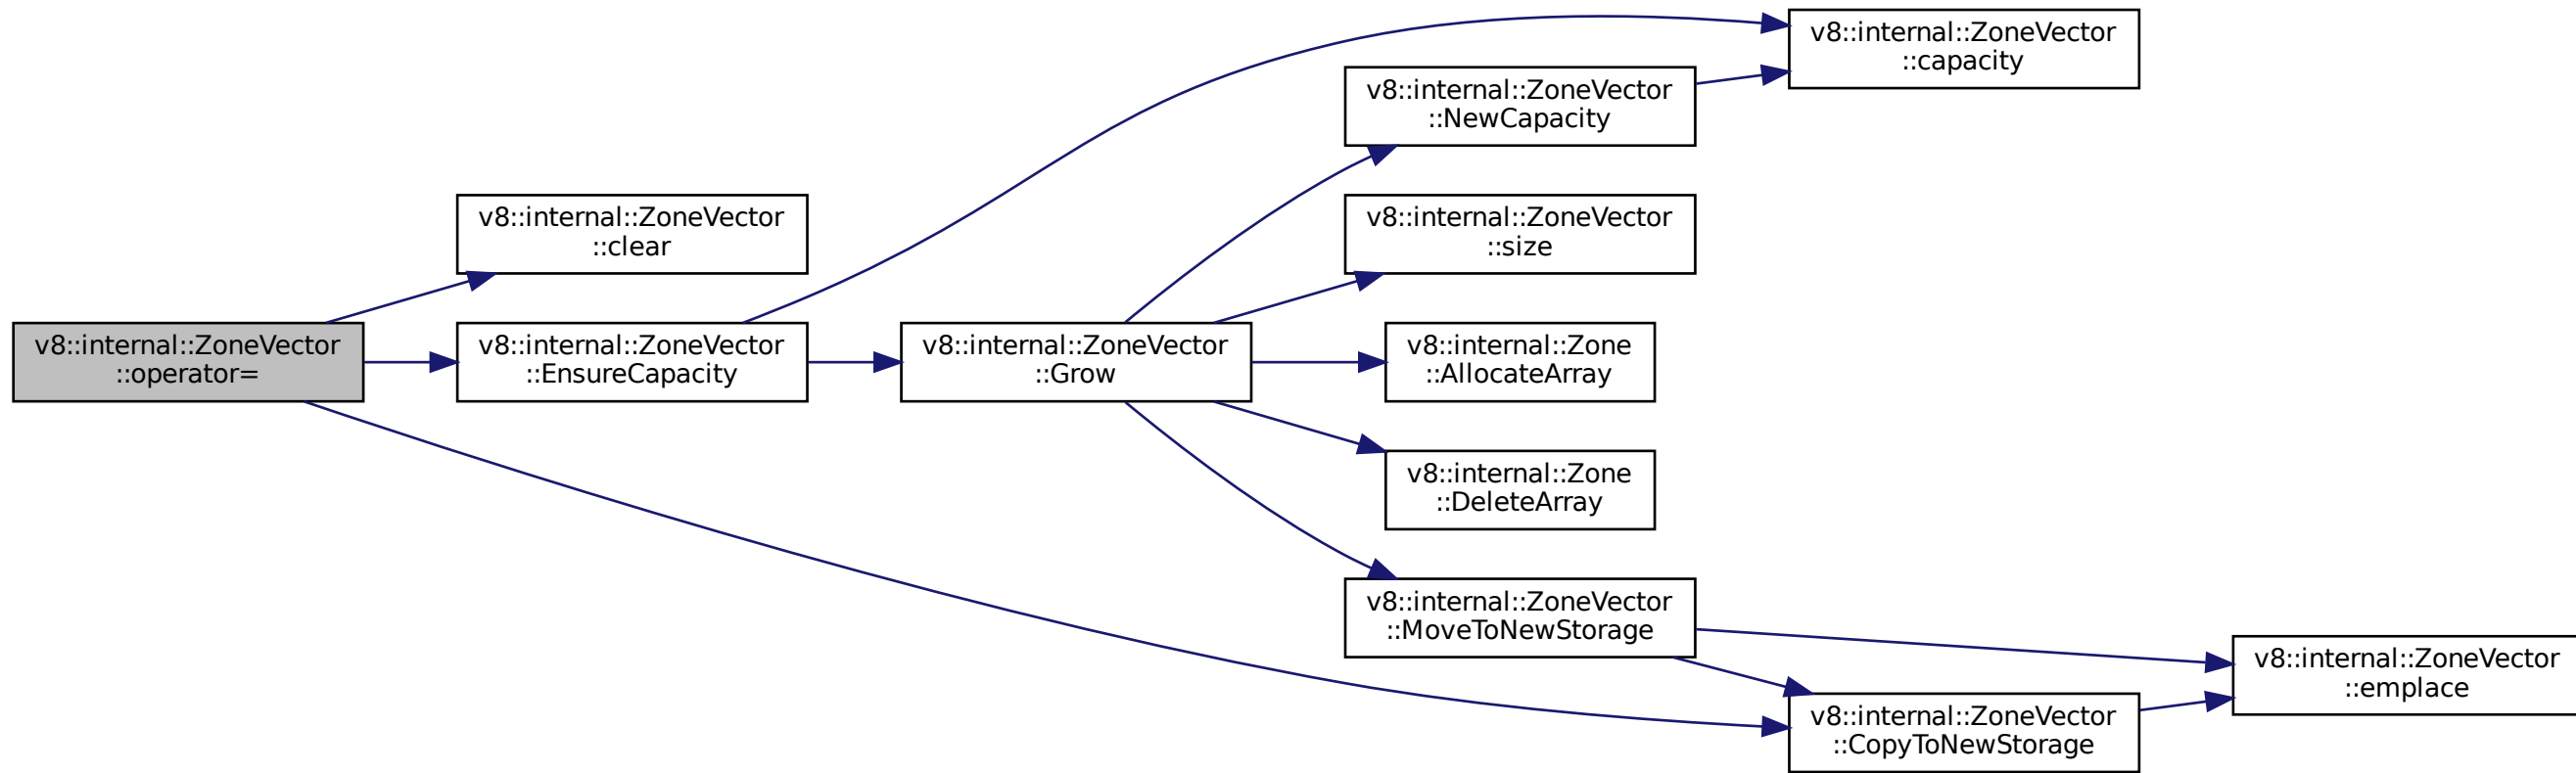 v8::internal::ZoneVector
::operator=
v8::internal::ZoneVector
::clear
v8::internal::ZoneVector
::EnsureCapacity
v8::internal::ZoneVector
::Grow
v8::internal::ZoneVector
::NewCapacity
v8::internal::ZoneVector
::size
v8::internal::Zone
::AllocateArray
v8::internal::Zone
::DeleteArray
v8::internal::ZoneVector
::MoveToNewStorage
v8::internal::ZoneVector
::capacity
v8::internal::ZoneVector
::CopyToNewStorage
v8::internal::ZoneVector
::emplace